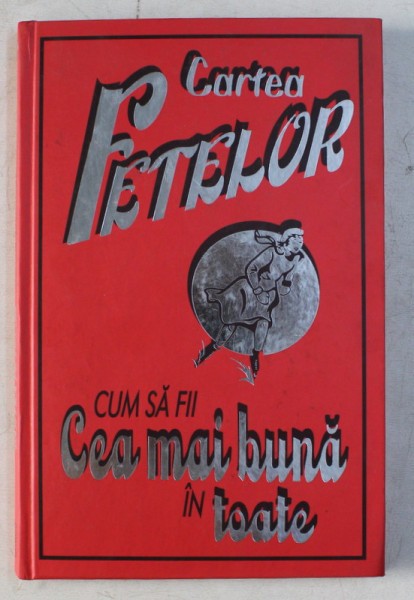 Cartea
FETELOR
CUM SĂ FII
Cea mai bună
ÎN toate